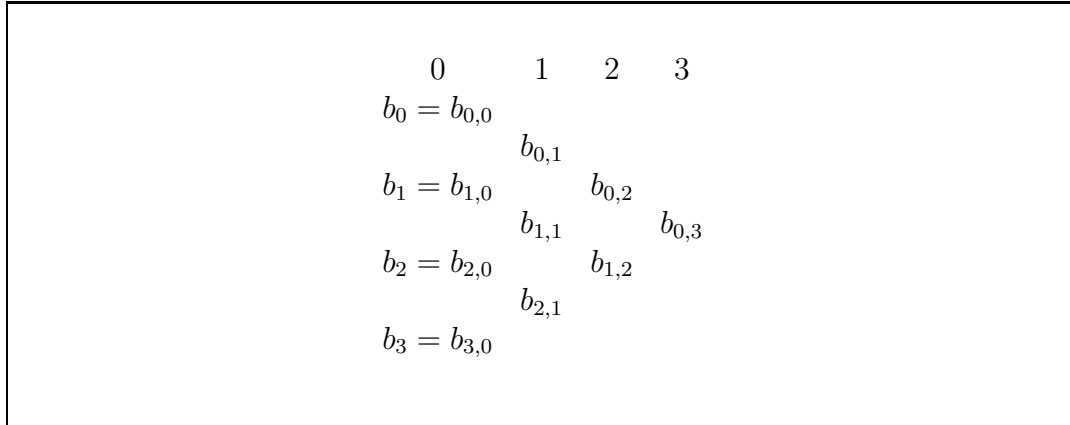 0 1 2 3
b_0 = b_{0,0}
b_{0,1}
b_1 = b_{1,0} b_{0,2}
b_{1,1} b_{0,3}
b_2 = b_{2,0} b_{1,2}
b_{2,1}
b_3 = b_{3,0}